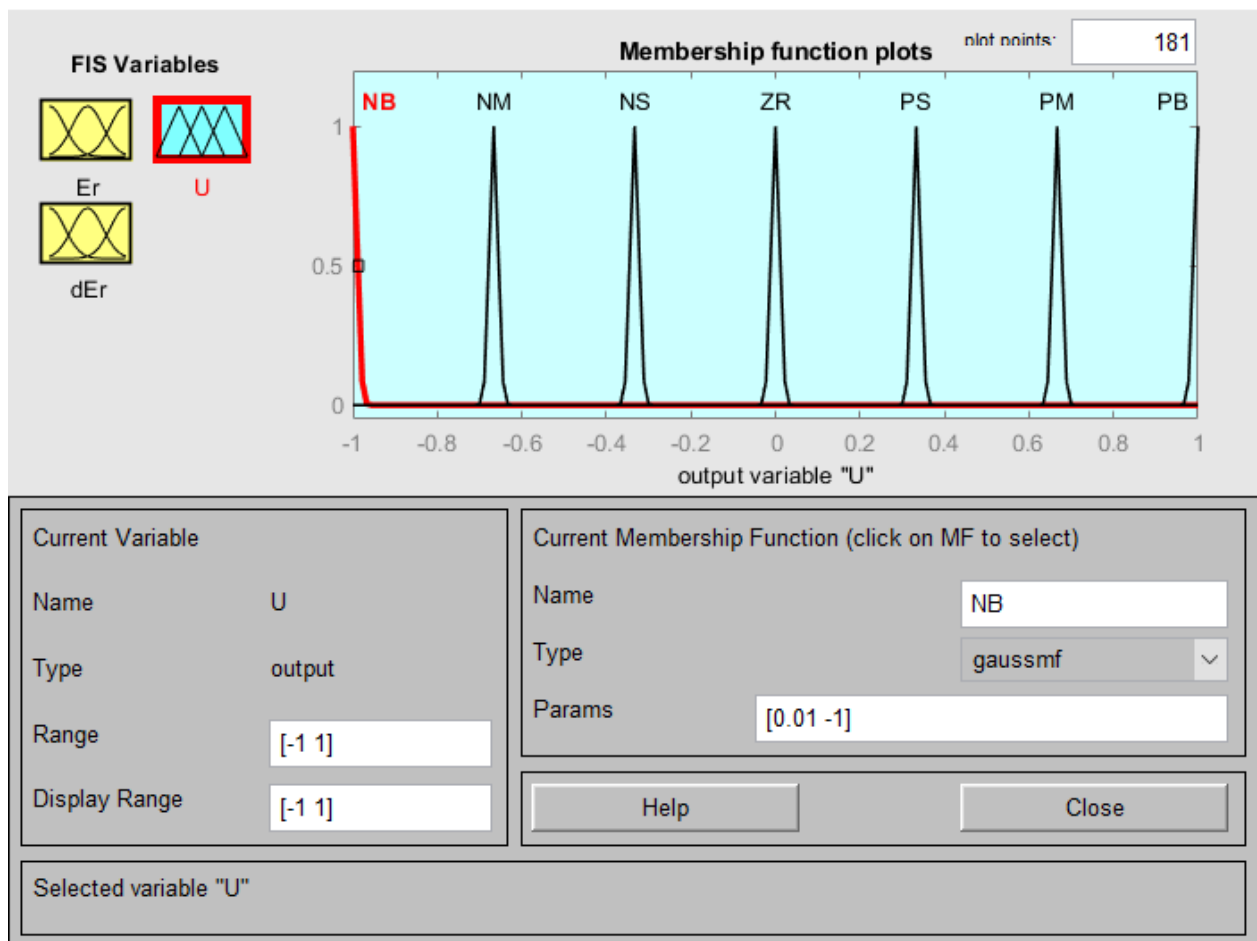 FIS Variables
Er
U
dEr
Membership function plots
plot points:
181
NB NM NS ZR PS PM PB
1
0.5
0
-1 -0.8 -0.6 -0.4 -0.2 0 0.2 0.4 0.6 0.8 1
output variable "U"
Current Variable
Name U
Type output
Range [-1 1]
Display Range [-1 1]
Current Membership Function (click on MF to select)
Name NB
Type gaussmf
Params [0.01 -1]
Help Close
Selected variable "U"